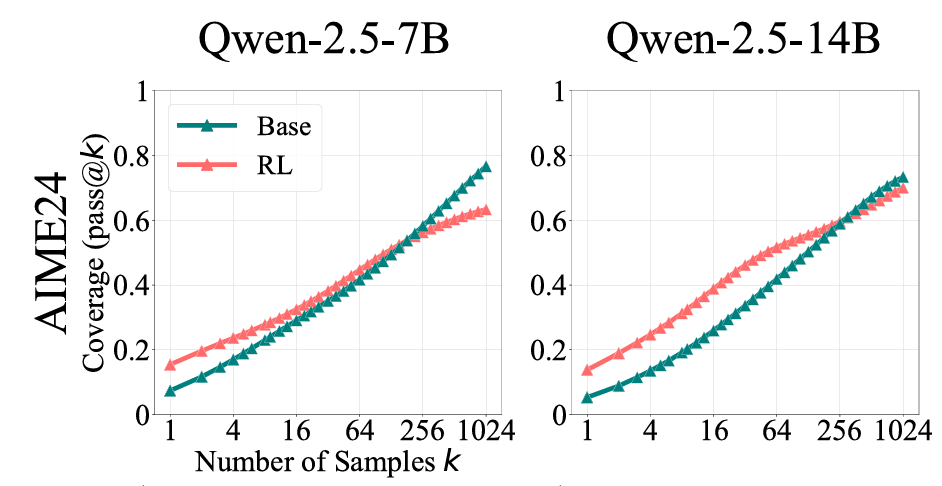 Qwen-2.5-7B
Qwen-2.5-14B
AIME24
Coverage (pass@k)
1
0.8
0.6
0.4
0.2
0
Base
RL
1 4 16 64 256 1024
Number of Samples k
1
0.8
0.6
0.4
0.2
0
1 4 16 64 256 1024